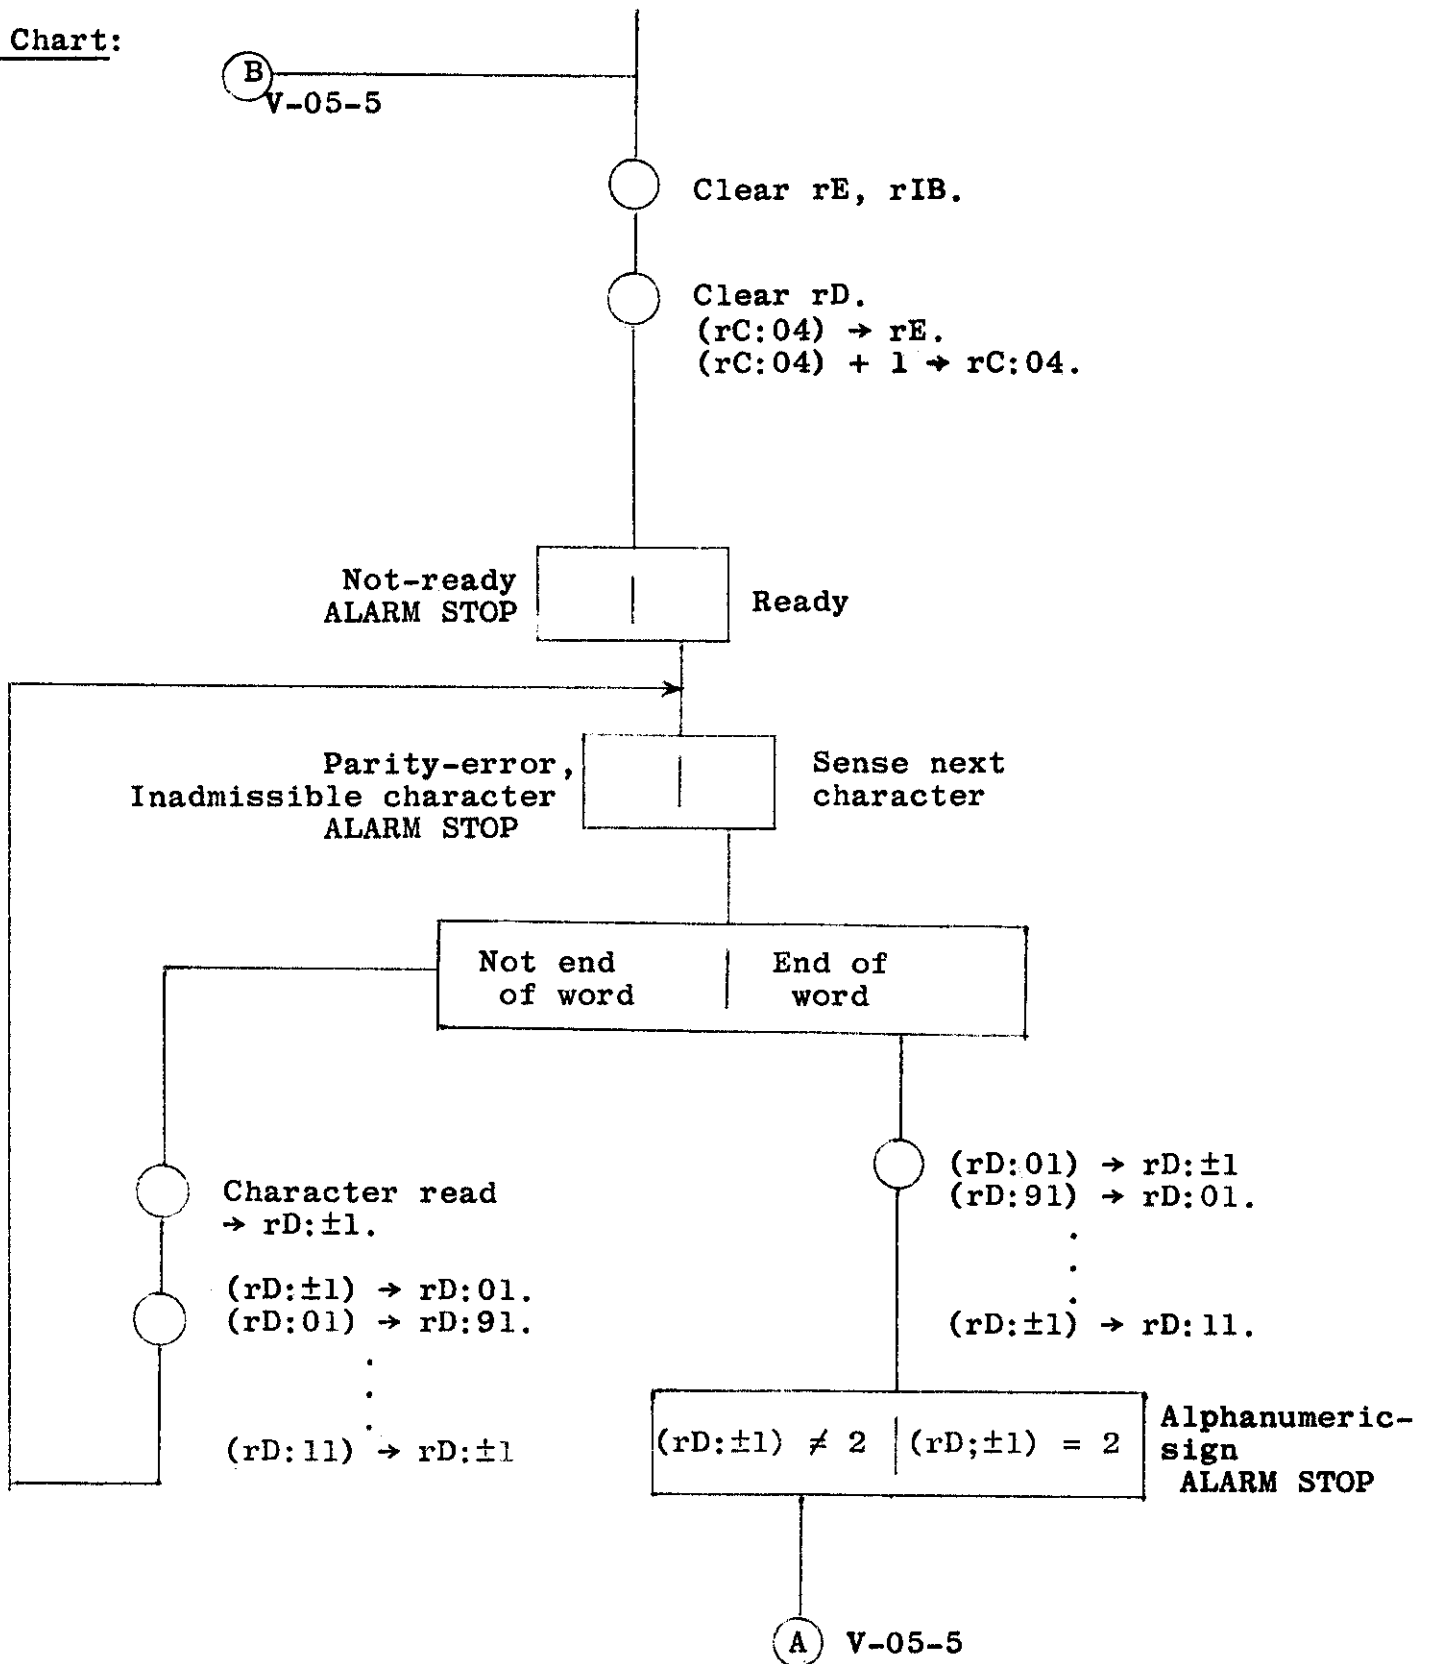 Chart:
B
V-05-5
Clear rE, rIB.
Clear rD.
(rC:04) → rE.
(rC:04) + 1 → rC:04.
Not-ready
ALARM STOP
Ready
Parity-error,
Inadmissible character
ALARM STOP
Sense next
character
Not end
of word
End of
word
Character read
→ rD:±1.
(rD:±1) → rD:01.
(rD:01) → rD:91.
.
.
.
(rD:11) → rD:±1
(rD:01) → rD:±1
(rD:91) → rD:01.
.
.
.
(rD:±1) → rD:11.
(rD:±1) ≠ 2
(rD;±1) = 2
Alphanumeric-
sign
ALARM STOP
A
V-05-5